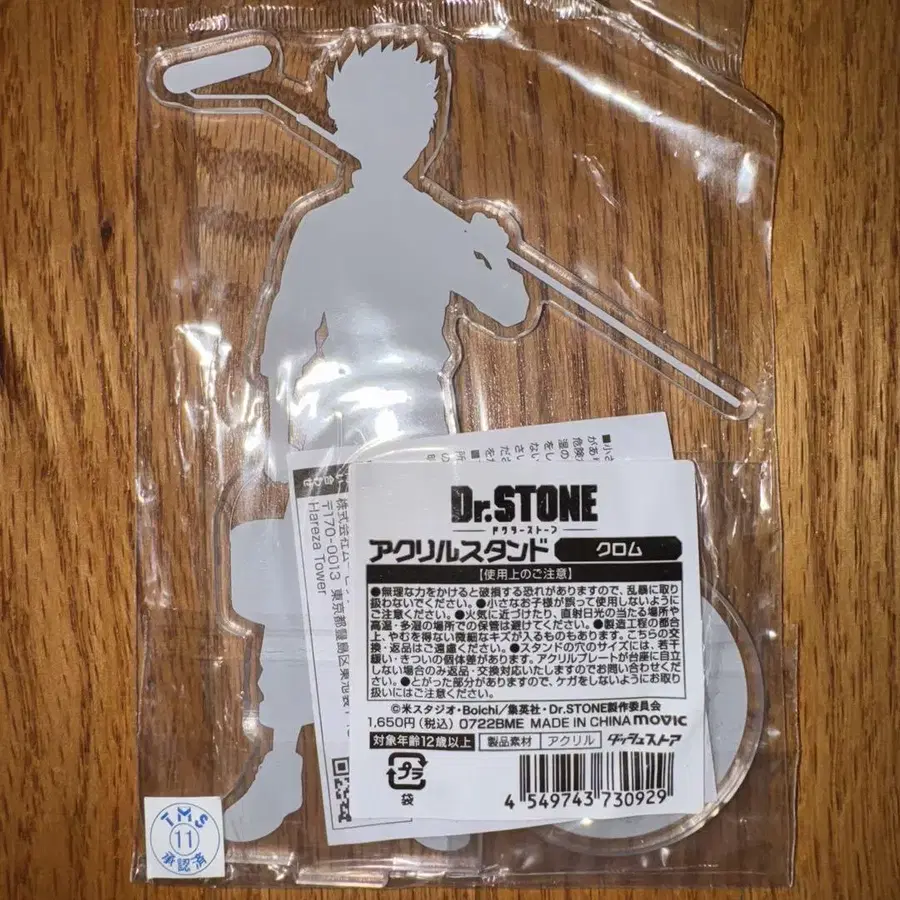 Dr.STONE
ドクターストーン
アクリルスタンド クロム
【使用上のご注意】
●無理な力をかけると破損する恐れがありますので、乱暴に取り
扱わないでください。●小さなお子様が誤って使用しないように
ご注意ください。●火気に近づけたり、直射日光の当たる場所や
高温・多湿の場所での保管は避けてください。●製造工程の都合
上、やむを得ない微細なキズが入るものもあります。こちらの交
換・返品はご遠慮ください。●スタンドの穴のサイズには、若干
緩い・きついの個体差があります。アクリルプレートが台座に自立
しない場合のみ返品・交換対応いたしますのでお問い合わせくだ
さい。●とがった部分がありますので、ケガをしないようにお取り
扱いにはご注意ください。
©米スタジオ・Boichi/集英社・Dr.STONE製作委員会
1,650円(税込) 0722BME MADE IN CHINA movic
対象年齢12歳以上 製品素材 アクリル ダッシュストア
プラ
袋
4 549743 730929
株式会社ム
〒170-0013 東京都豊島区東池袋
Hareza Tower
TMS
11
承認済